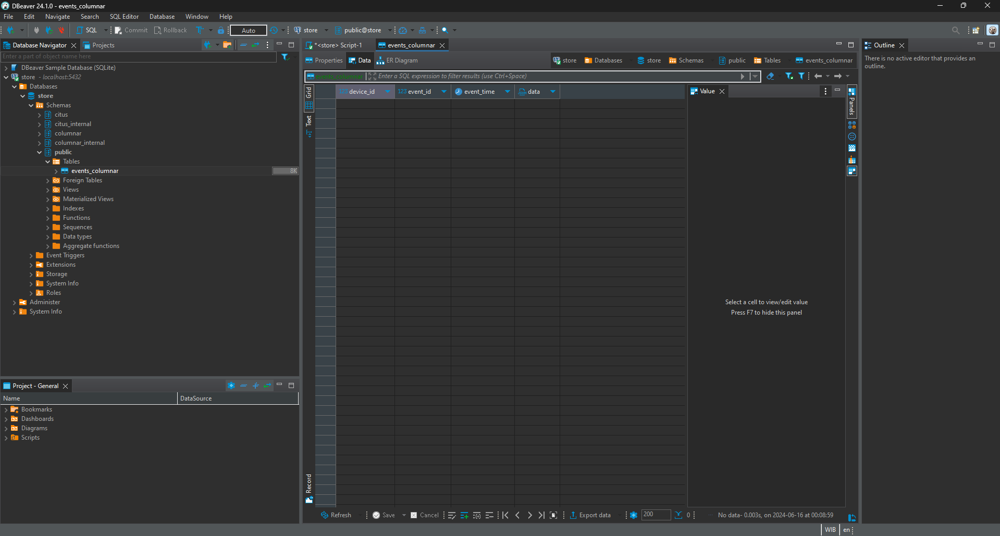 DBeaver 24.1.0 - events_columnar
File Edit Navigate Search SQL Editor Database Window Help
SQL Commit Rollback Auto store public@store
Database Navigator Projects
Enter a part of object name here
DBeaver Sample Database (SQLite)
store - localhost:5432
Databases
store
Schemas
citus
citus_internal
columnar
columnar_internal
public
Tables
events_columnar 8K
Foreign Tables
Views
Materialized Views
Indexes
Functions
Sequences
Data types
Aggregate functions
Event Triggers
Extensions
Storage
System Info
Roles
Administer
System Info
Project - General
Name DataSource
Bookmarks
Dashboards
Diagrams
Scripts
*<store> Script-1 events_columnar
Properties Data ER Diagram store Databases store Schemas public Tables events_columnar
events_columnar Enter a SQL expression to filter results (use Ctrl+Space)
Grid
Text
Record
123 device_id 123 event_id event_time JSON data
Value
Select a cell to view/edit value
Press F7 to hide this panel
Panels
Refresh Save Cancel Export data 200 0 No data - 0.003s, on 2024-06-16 at 00:08:59
Outline
There is no active editor that provides an
outline.
WIB en